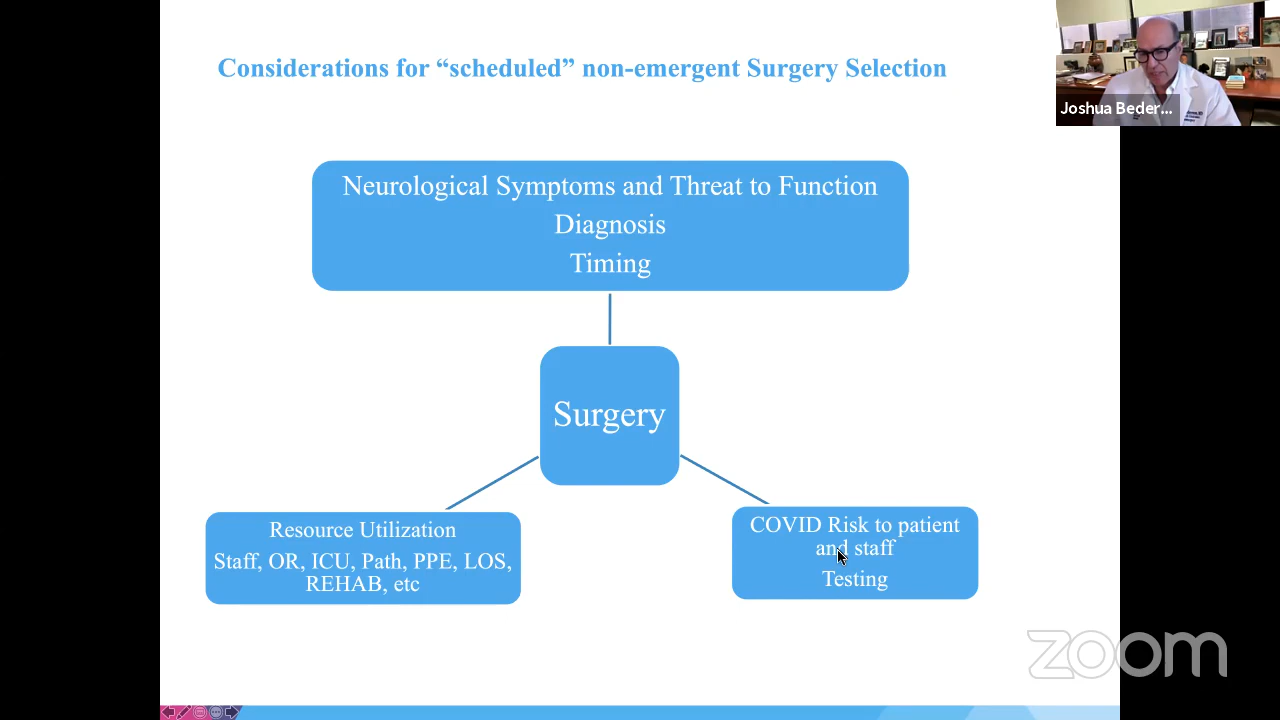 Considerations for “scheduled” non-emergent Surgery Selection
Joshua Beder...
Neurological Symptoms and Threat to Function
Diagnosis
Timing
Surgery
Resource Utilization
Staff, OR, ICU, Path, PPE, LOS,
REHAB, etc
COVID Risk to patient
and staff
Testing
zoom